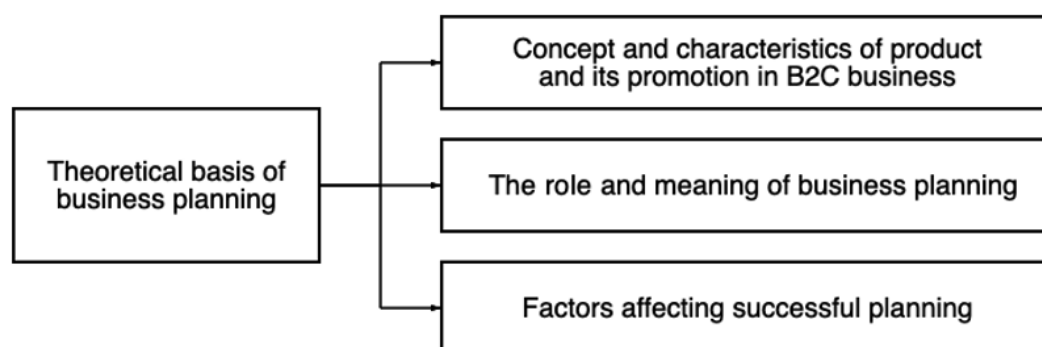 Theoretical basis of
business planning
Concept and characteristics of product
and its promotion in B2C business
The role and meaning of business planning
Factors affecting successful planning